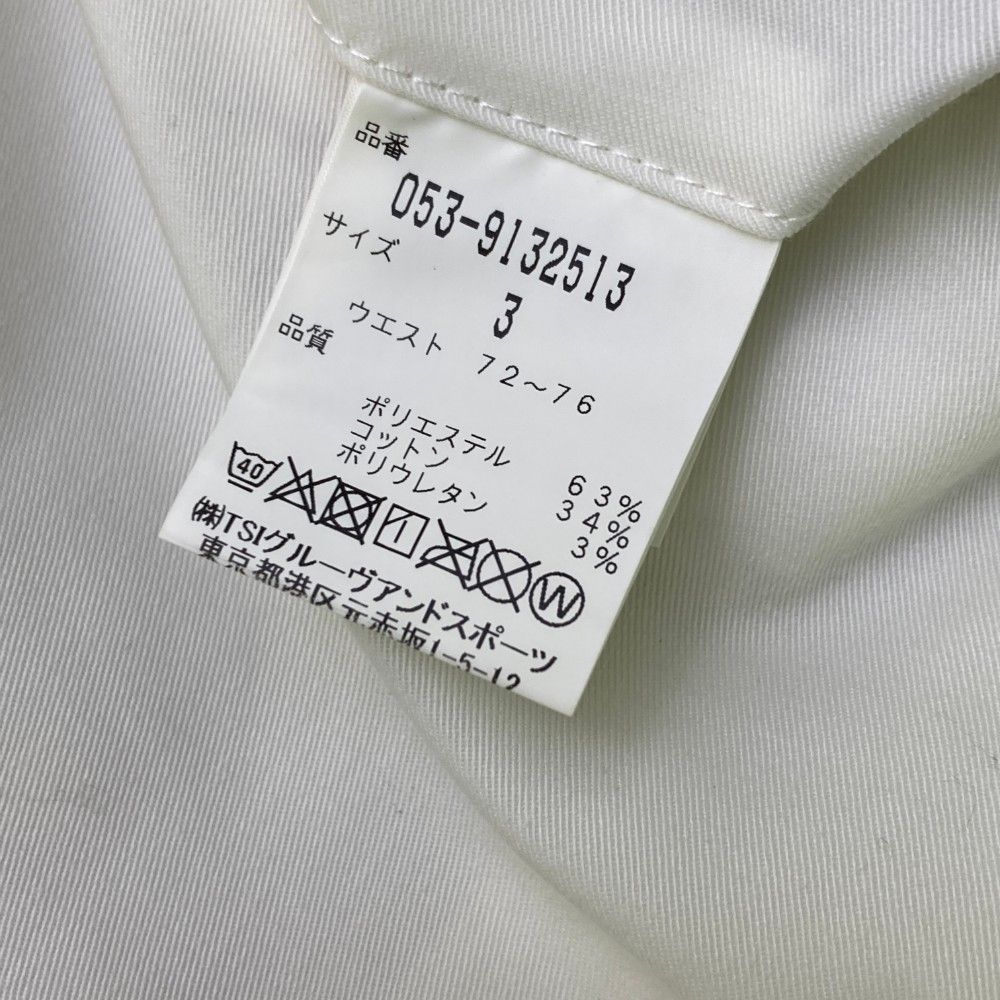 品番
053-9132513
サイズ
3
ウエスト 72~76
品質
ポリエステル 63%
コットン 34%
ポリウレタン 3%
40
W
㈱TSIグルーヴアンドスポーツ
東京都港区元赤坂1-5-12